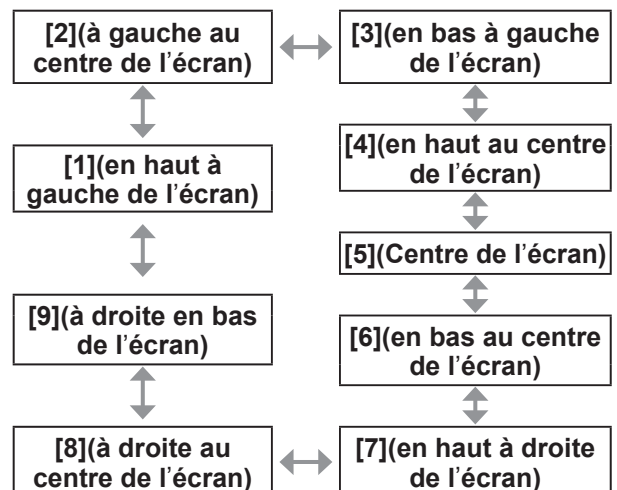 [2](à gauche au
centre de l'écran)
[3](en bas à gauche
de l'écran)
[1](en haut à
gauche de l'écran)
[4](en haut au centre
de l'écran)
[5](Centre de l'écran)
[9](à droite en bas
de l'écran)
[6](en bas au centre
de l'écran)
[8](à droite au
centre de l'écran)
[7](en haut à droite
de l'écran)